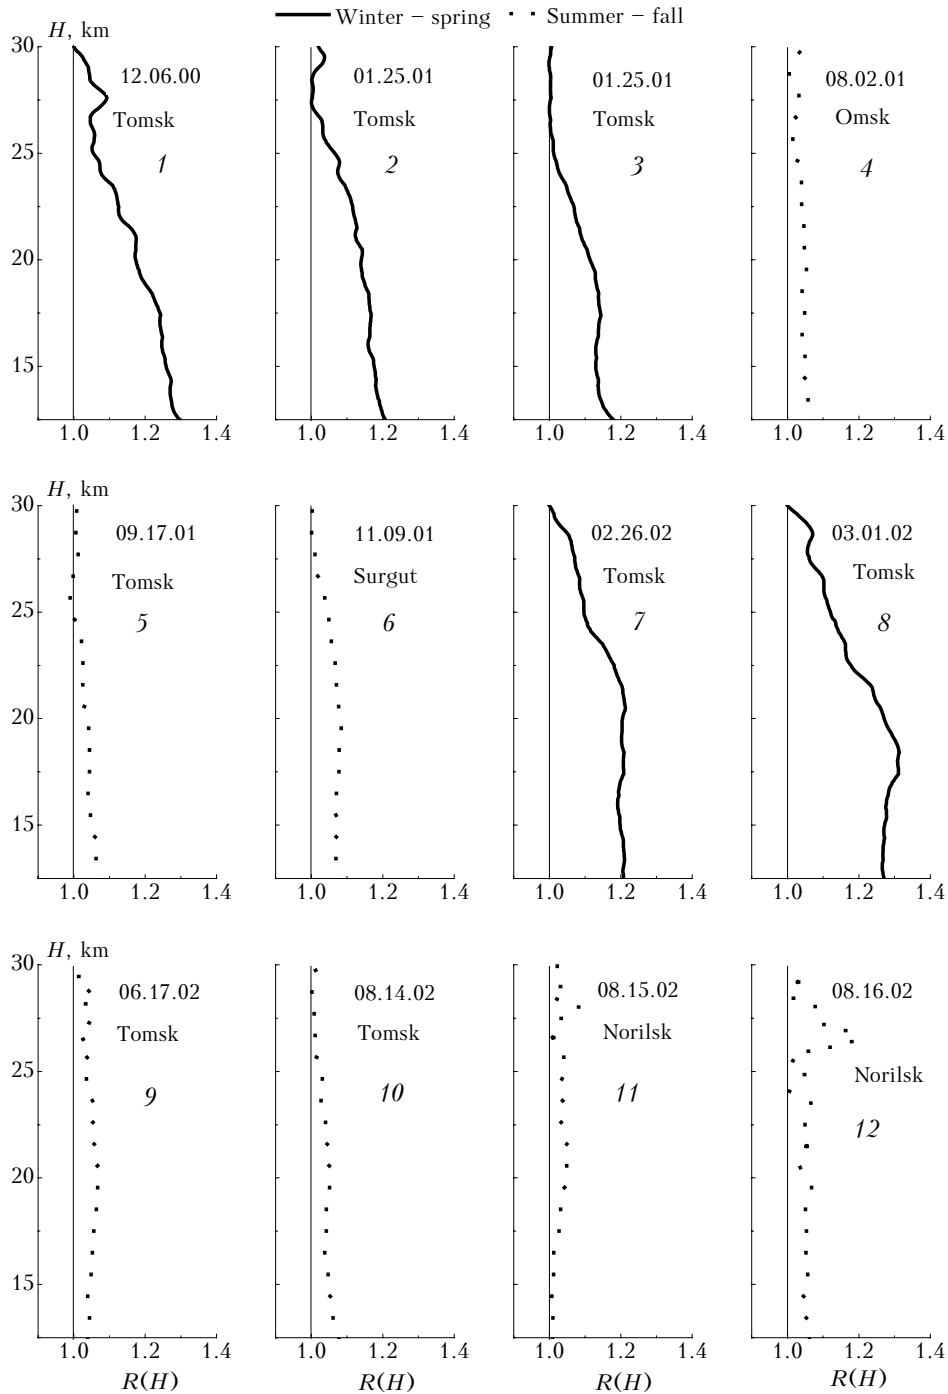 Winter – spring Summer – fall
H, km
30
25
20
15
12.06.00
Tomsk
1
1.0 1.2 1.4
01.25.01
Tomsk
2
1.0 1.2 1.4
01.25.01
Tomsk
3
1.0 1.2 1.4
08.02.01
Omsk
4
1.0 1.2 1.4
H, km
30
25
20
15
09.17.01
Tomsk
5
1.0 1.2 1.4
11.09.01
Surgut
6
1.0 1.2 1.4
02.26.02
Tomsk
7
1.0 1.2 1.4
03.01.02
Tomsk
8
1.0 1.2 1.4
H, km
30
25
20
15
06.17.02
Tomsk
9
1.0 1.2 1.4
R(H)
08.14.02
Tomsk
10
1.0 1.2 1.4
R(H)
08.15.02
Norilsk
11
1.0 1.2 1.4
R(H)
08.16.02
Norilsk
12
1.0 1.2 1.4
R(H)